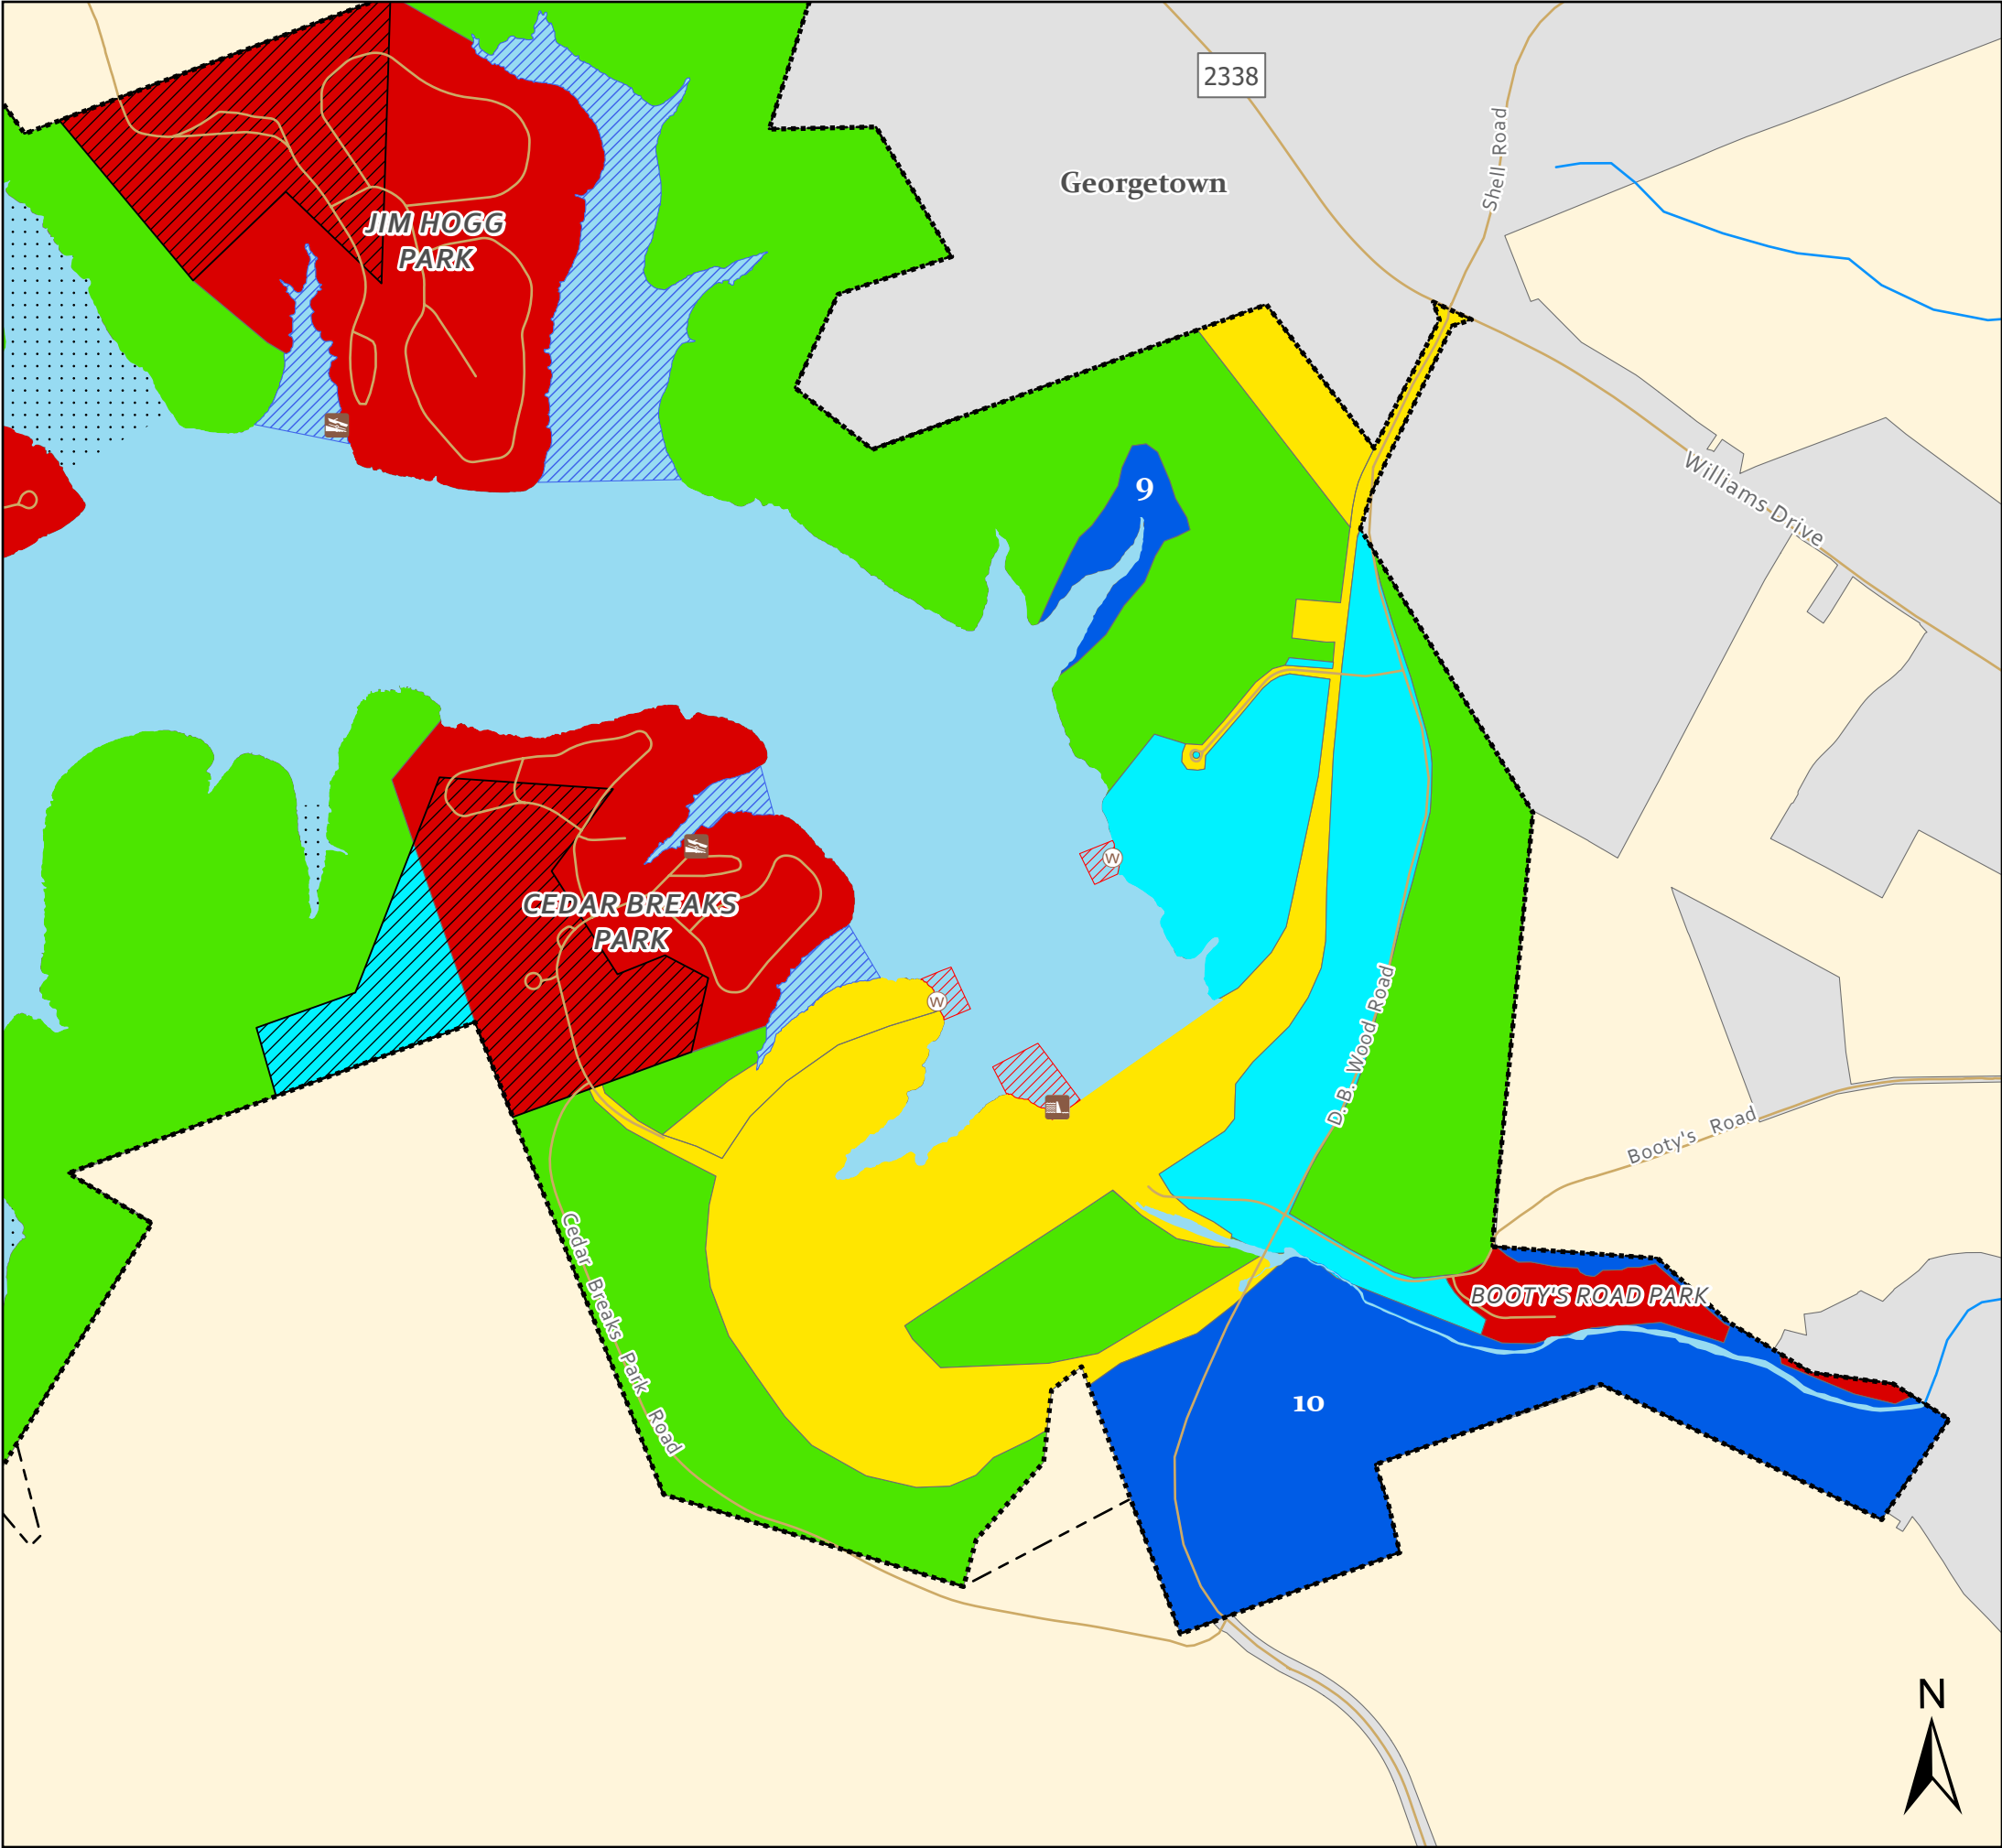 2338
Shell Road
Georgetown
JIM HOGG
PARK
Williams Drive
9
W
CEDAR BREAKS
PARK
W
D. B. Wood Road
Booty's Road
Cedar Breaks Park Road
BOOTY'S ROAD PARK
10
N